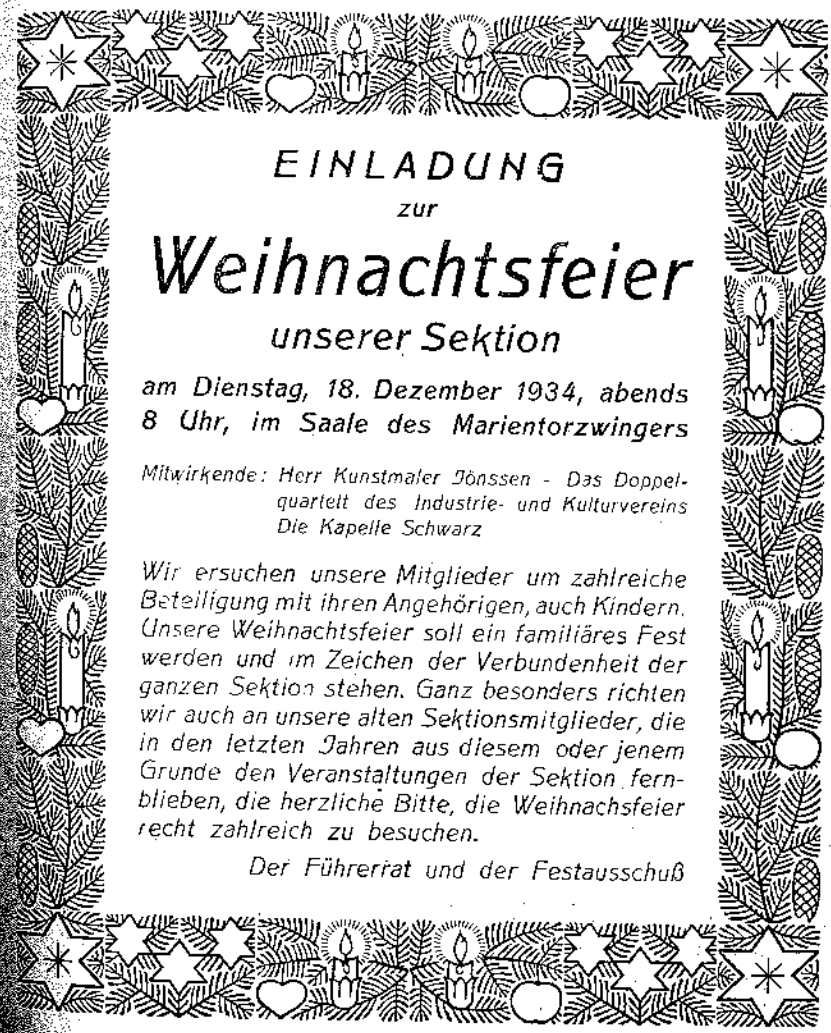 EINLADUNG
zur
Weihnachtsfeier
unserer Sektion
am Dienstag, 18. Dezember 1934, abends
8 Uhr, im Saale des Marientorzwingers
Mitwirkende: Herr Kunstmaler Jönssen - Das Doppel-
quartett des Industrie- und Kulturvereins
Die Kapelle Schwarz
Wir ersuchen unsere Mitglieder um zahlreiche
Beteiligung mit ihren Angehörigen, auch Kindern.
Unsere Weihnachtsfeier soll ein familiäres Fest
werden und im Zeichen der Verbundenheit der
ganzen Sektion stehen. Ganz besonders richten
wir auch an unsere alten Sektionsmitglieder, die
in den letzten Jahren aus diesem oder jenem
Grunde den Veranstaltungen der Sektion fern-
blieben, die herzliche Bitte, die Weihnachsfeier
recht zahlreich zu besuchen.
Der Führerrat und der Festausschuß